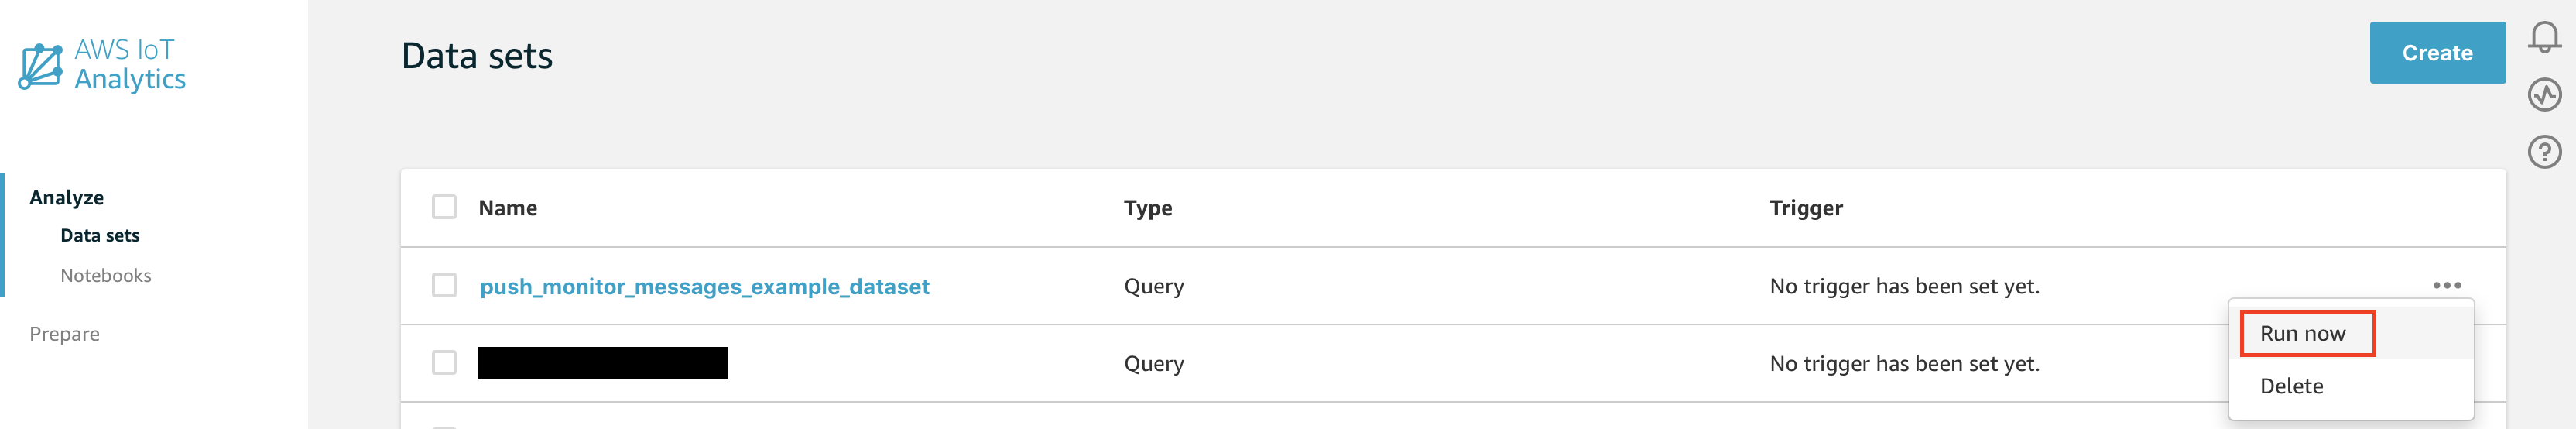 AWS IoT
Analytics
Data sets
Create
Analyze
Data sets
Notebooks
Prepare
Name Type Trigger
push_monitor_messages_example_dataset Query No trigger has been set yet.
Run now
Query No trigger has been set yet.
Delete